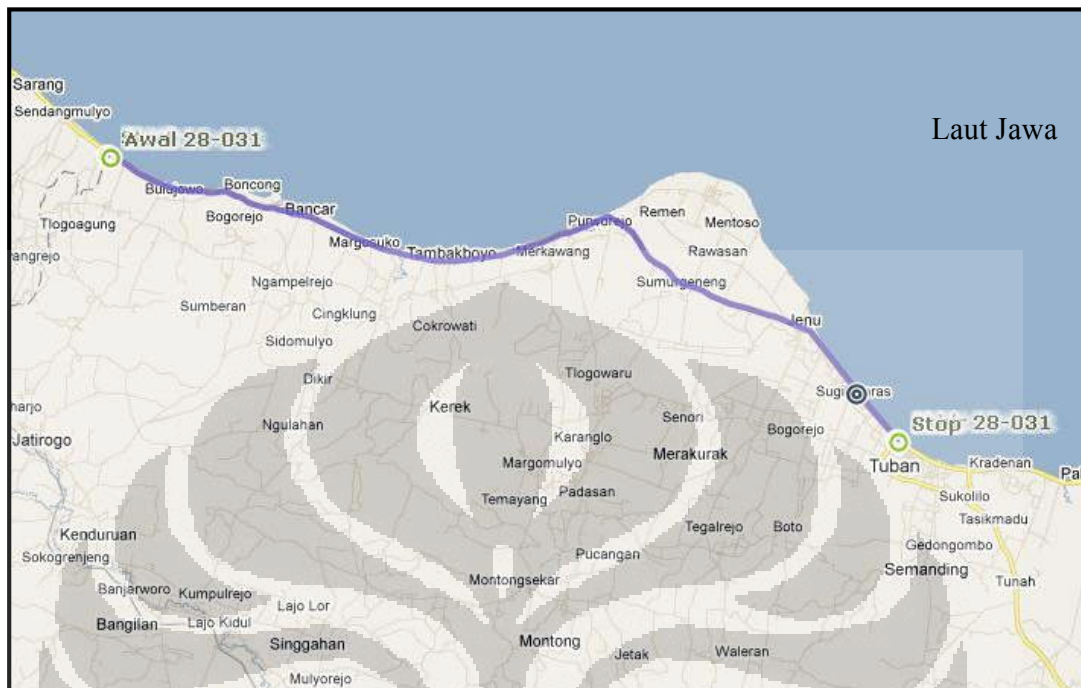 Sarang
Sendangmulyo
Laut Jawa
Awal 28-031
Bulujowo
Boncong
Bancar
Bogorejo
Tlogoagung
Margosuko
Tambakboyo
Merkawang
Purworejo
Remen
Mentoso
Rawasan
Sumurgeneng
Jenu
Ngampelrejo
Sumberan
Cingklung
Cokrowati
Sidomulyo
Dikir
Tlogowaru
Kerek
Ngulahan
Senori
Karanglo
Bogorejo
Stop 28-031
Jatirogo
Merakurak
Margomulyo
Tuban
Kradenan
Temayang
Padasan
Sukolilo
Tasikmadu
Tegalrejo
Boto
Kenduruan
Sokogrenjeng
Pucangan
Gedongombo
Semanding
Tunah
Montongsekar
Banjarworo
Kumpulrejo
Lajo Lor
Lajo Kidul
Singgahan
Montong
Jetak
Waleran
Mulyorejo